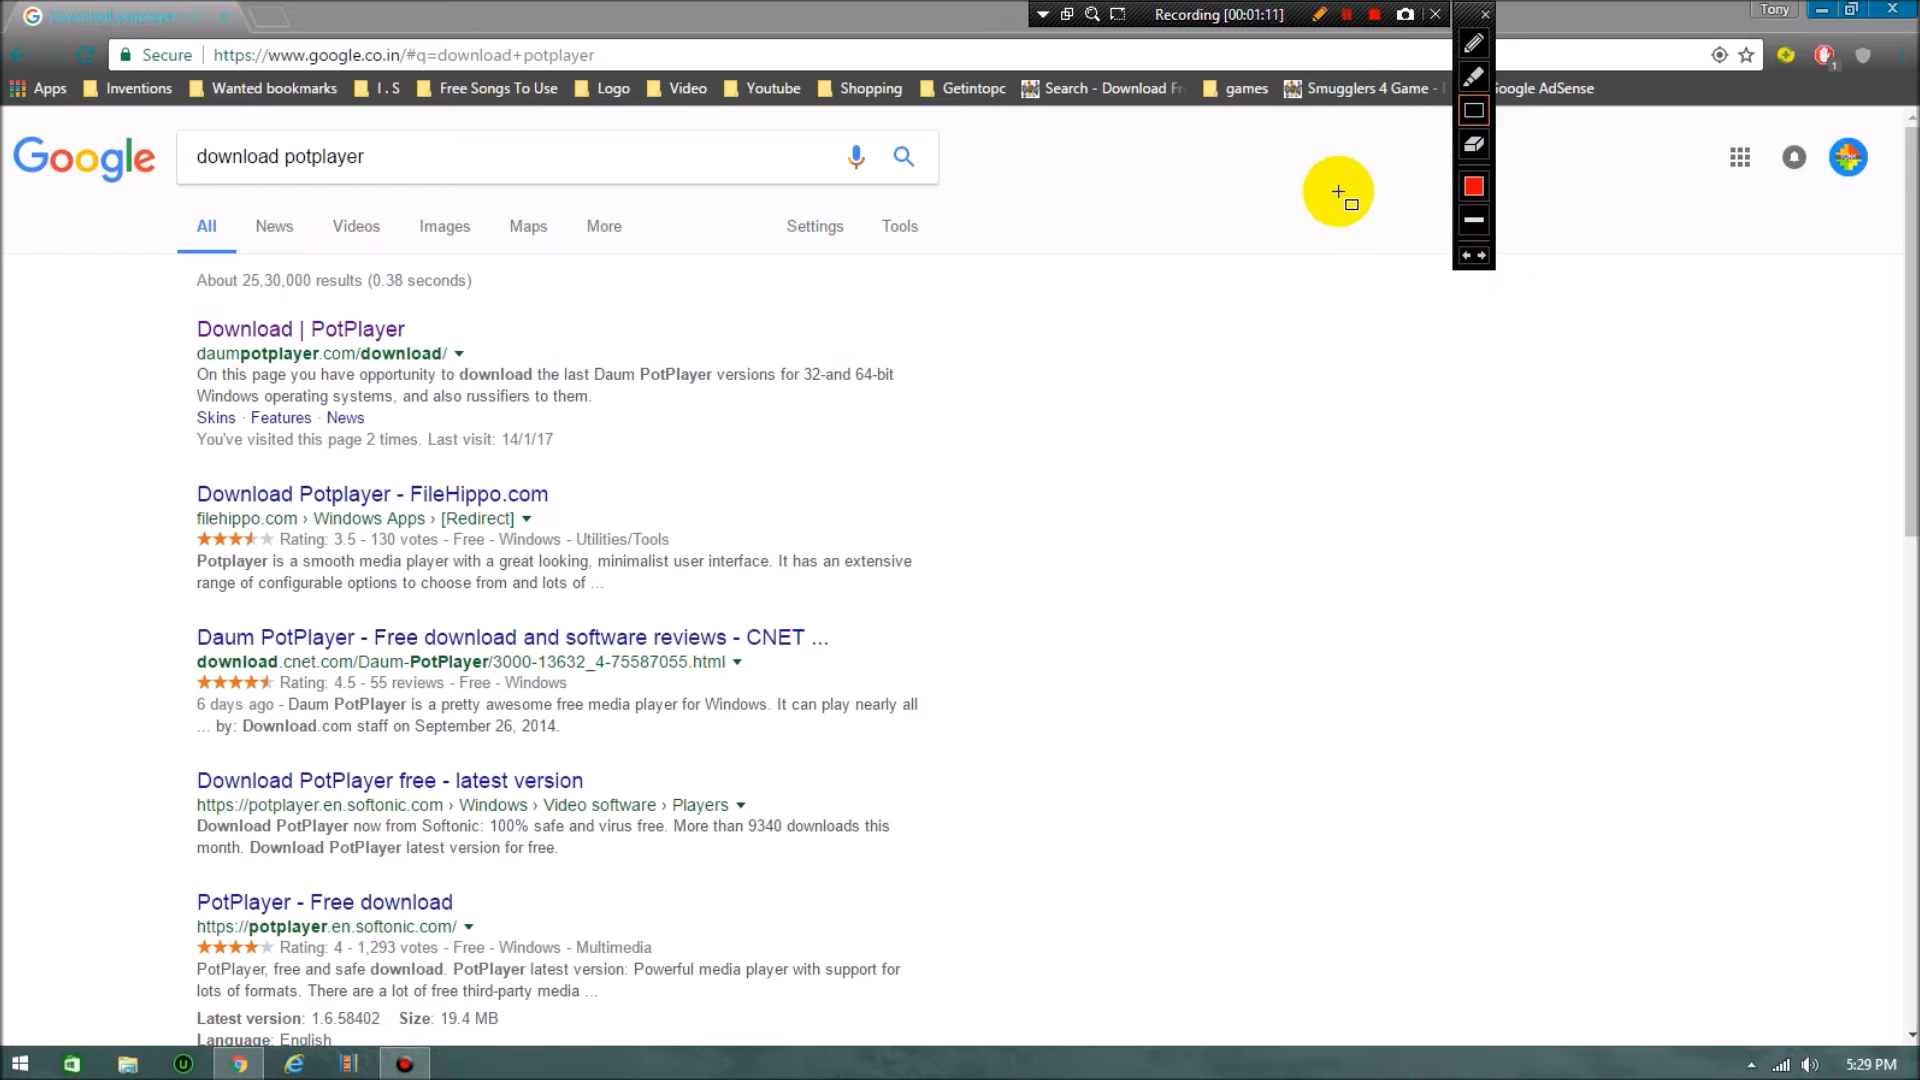 Recording [00:01:11]
Tony
Secure https://www.google.co.in/#q=download+potplayer
1
Apps Inventions Wanted bookmarks I . S Free Songs To Use Logo Video Youtube Shopping Getintopc Search - Download Fr games Smugglers 4 Game - oogle AdSense
Google download potplayer
All News Videos Images Maps More Settings Tools
About 25,30,000 results (0.38 seconds)
Download | PotPlayer
daumpotplayer.com/download/
On this page you have opportunity to download the last Daum PotPlayer versions for 32-and 64-bit
Windows operating systems, and also russifiers to them.
Skins · Features · News
You've visited this page 2 times. Last visit: 14/1/17
Download Potplayer - FileHippo.com
filehippo.com › Windows Apps › [Redirect]
Rating: 3.5 - 130 votes - Free - Windows - Utilities/Tools
Potplayer is a smooth media player with a great looking, minimalist user interface. It has an extensive
range of configurable options to choose from and lots of ...
Daum PotPlayer - Free download and software reviews - CNET ...
download.cnet.com/Daum-PotPlayer/3000-13632_4-75587055.html
Rating: 4.5 - 55 reviews - Free - Windows
6 days ago - Daum PotPlayer is a pretty awesome free media player for Windows. It can play nearly all
... by: Download.com staff on September 26, 2014.
Download PotPlayer free - latest version
https://potplayer.en.softonic.com › Windows › Video software › Players
Download PotPlayer now from Softonic: 100% safe and virus free. More than 9340 downloads this
month. Download PotPlayer latest version for free.
PotPlayer - Free download
https://potplayer.en.softonic.com/
Rating: 4 - 1,293 votes - Free - Windows - Multimedia
PotPlayer, free and safe download. PotPlayer latest version: Powerful media player with support for
lots of formats. There are a lot of free third-party media ...
Latest version: 1.6.58402 Size: 19.4 MB
Language: English
5:29 PM